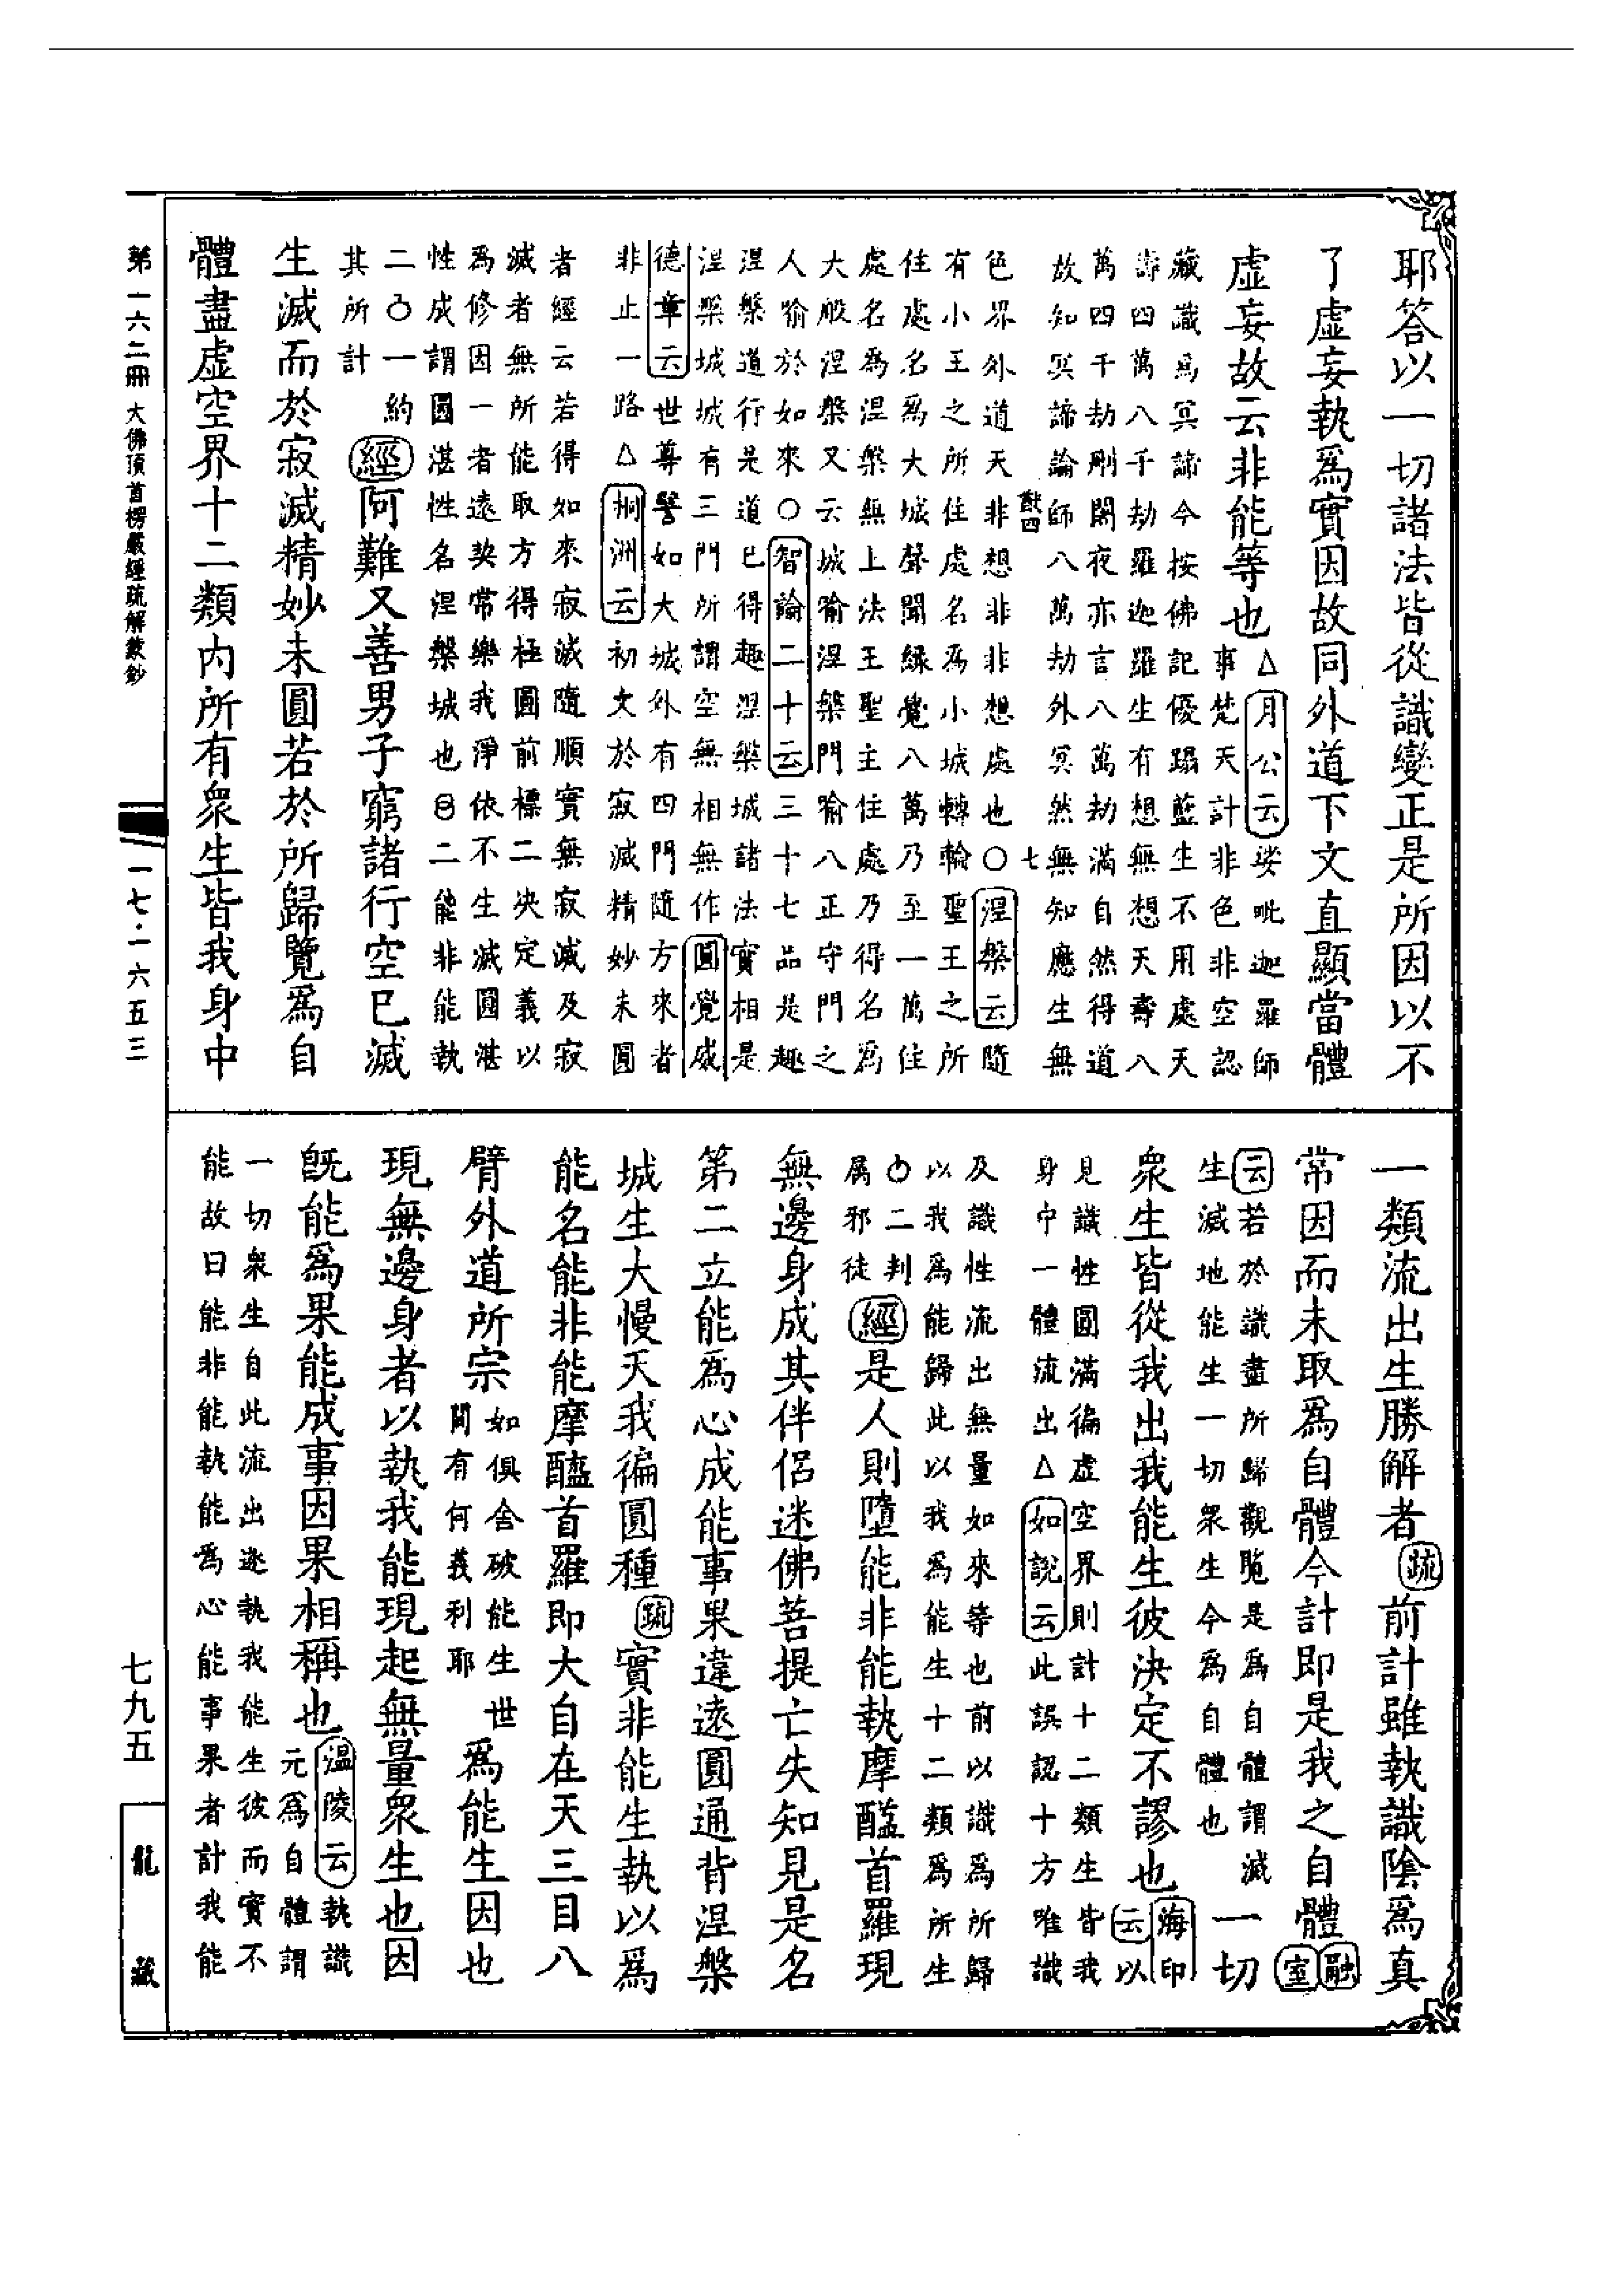 耶答以一切諸法皆從識變正是所因以不
了虛妄執爲實因故同外道下文直顯當體
虛妄故云非能等也△月公云娑毗迦羅師
事梵天計非色非空認
藏識爲冥諦今按佛記優蹋藍生不用處天
壽四萬八千劫羅迦羅生有想無想天壽八
萬四千劫剛闍夜亦言八萬劫滿自然得道
故知冥諦論師八萬劫外冥然無知應生無
猷四
七
色界外道天非想非非想處也○涅槃云隨
有小王之所住處名爲小城轉輪聖王之所
住處名爲大城聲聞緣覺八萬乃至一萬住
處名爲涅槃無上法王聖主住處乃得名爲
大般涅槃又云城喻涅槃門喻八正守門之
人喻於如來○智論二十云三十七品是趣
涅槃道行是道已得趣涅槃城諸法實相是
涅槃城城有三門所謂空無相無作圓覺威
德章云世尊譬如大城外有四門隨方來者
非止一路△桐洲云初文於寂滅精妙未圓
者經云若得如來寂滅隨順實無寂滅及寂
滅者無所能取方得極圓前標二決定義以
爲修因一者遠契常樂我淨依不生滅圓湛
性成謂圓湛性名涅槃城也二能非能執
二一約
其所計
經阿難又善男子窮諸行空已滅
生滅而於寂滅精妙未圓若於所歸覽爲自
體盡虛空界十二類內所有衆生皆我身中
一類流出生勝解者疏前計雖執識陰爲真
常因而未取爲自體今計即是我之自體融室
云若於識盡所歸觀覽是爲自體謂滅
生滅地能生一切衆生今爲自體也
一切
衆生皆從我出我能生彼決定不謬也海印云以
見識性圓滿徧虛空界則計十二類生皆我
身中一體流出△如說云此誤認十方唯識
及識性流出無量如來等也前以識爲所歸
以我爲能歸此以我爲能生十二類爲所生
二判
屬邪徒
經是人則墮能非能執摩醯首羅現
無邊身成其伴侶迷佛菩提亡失知見是名
第二立能爲心成能事果違遠圓通背涅槃
城生大慢天我徧圓種疏實非能生執以爲
能名能非能摩醯首羅即大自在天三目八
臂外道所宗如俱舍破能生世
間有何義利耶
爲能生因也
現無邊身者以執我能現起無量衆生也因
旣能爲果能成事因果相稱也溫陵云執識
元爲自體謂
一切衆生自此流出遂執我能生彼而實不
能故曰能非能執能爲心能事果者計我能
第一六二冊 大佛頂首楞嚴經疏解蒙鈔
一七·一六五三
七九五
龍藏